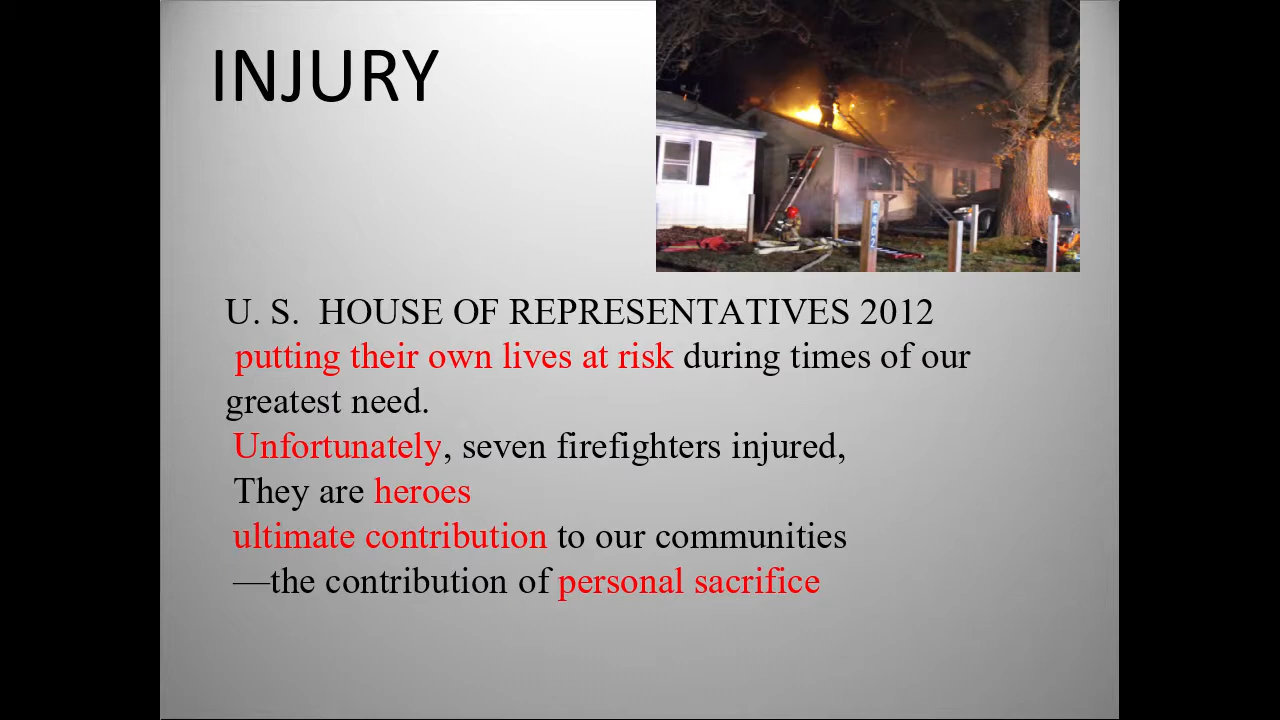 INJURY
U. S. HOUSE OF REPRESENTATIVES 2012
putting their own lives at risk during times of our
greatest need.
Unfortunately, seven firefighters injured,
They are heroes
ultimate contribution to our communities
—the contribution of personal sacrifice